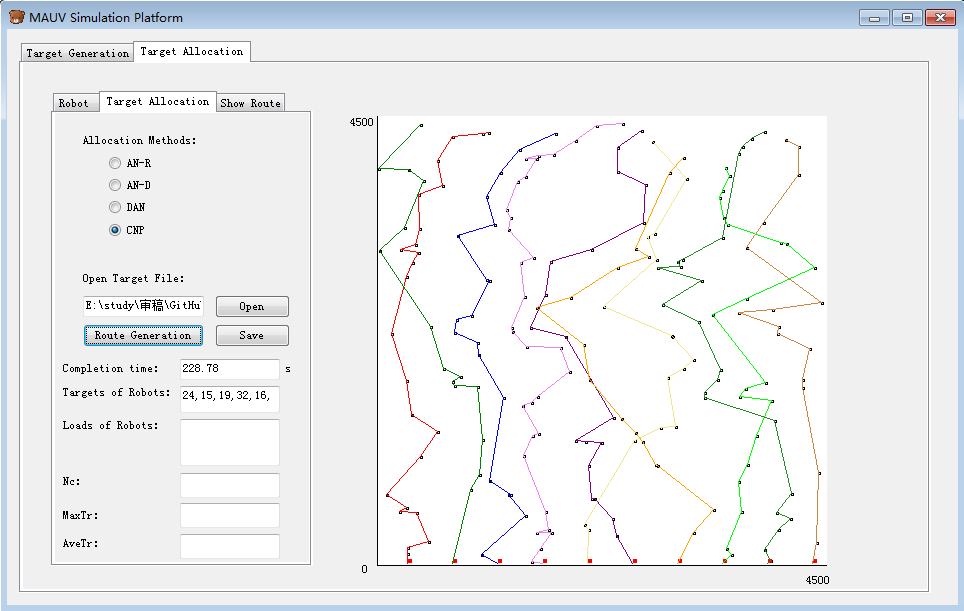 MAUV Simulation Platform
Target Generation
Target Allocation
Robot
Target Allocation
Show Route
Allocation Methods:
AN-R
AN-D
DAN
CNP
Open Target File:
E:\study\审稿\GitHu
Open
Route Generation
Save
Completion time:
228.78
s
Targets of Robots:
24,15,19,32,16,
Loads of Robots:
Nc:
MaxTr:
AveTr:
4500
0
4500